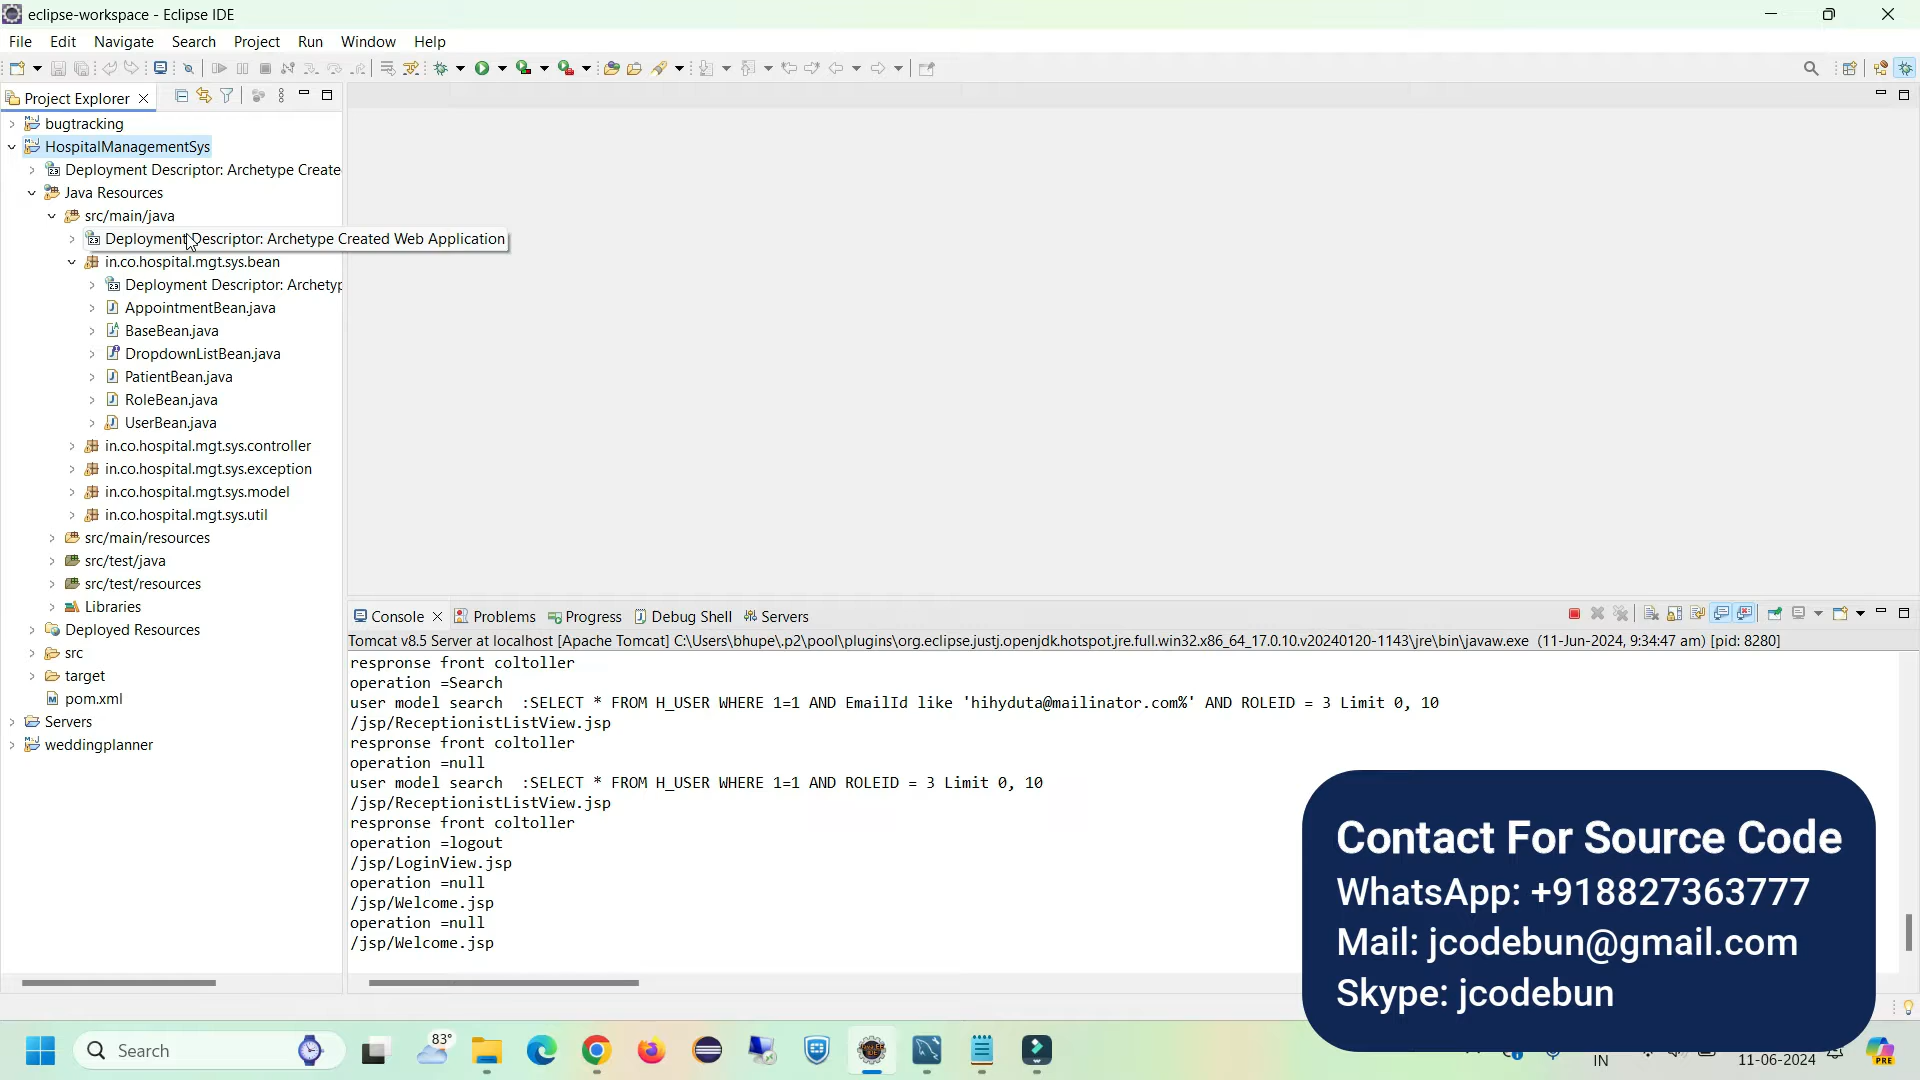 eclipse-workspace - Eclipse IDE
File Edit Navigate Search Project Run Window Help
Project Explorer
bugtracking
HospitalManagementSys
Deployment Descriptor: Archetype Create
Java Resources
src/main/java
Deployment Descriptor: Archetype Created Web Application
in.co.hospital.mgt.sys.bean
Deployment Descriptor: Archetyp
AppointmentBean.java
BaseBean.java
DropdownListBean.java
PatientBean.java
RoleBean.java
UserBean.java
in.co.hospital.mgt.sys.controller
in.co.hospital.mgt.sys.exception
in.co.hospital.mgt.sys.model
in.co.hospital.mgt.sys.util
src/main/resources
src/test/java
src/test/resources
Libraries
Deployed Resources
src
target
pom.xml
Servers
weddingplanner
Console Problems Progress Debug Shell Servers
Tomcat v8.5 Server at localhost [Apache Tomcat] C:\Users\bhupe\.p2\pool\plugins\org.eclipse.justj.openjdk.hotspot.jre.full.win32.x86_64_17.0.10.v20240120-1143\jre\bin\javaw.exe (11-Jun-2024, 9:34:47 am) [pid: 8280]
respronse front coltoller
operation =Search
user model search  :SELECT * FROM H_USER WHERE 1=1 AND EmailId like 'hihyduta@mailinator.com%' AND ROLEID = 3 Limit 0, 10
/jsp/ReceptionistListView.jsp
respronse front coltoller
operation =null
user model search  :SELECT * FROM H_USER WHERE 1=1 AND ROLEID = 3 Limit 0, 10
/jsp/ReceptionistListView.jsp
respronse front coltoller
operation =logout
/jsp/LoginView.jsp
operation =null
/jsp/Welcome.jsp
operation =null
/jsp/Welcome.jsp
Contact For Source Code
WhatsApp: +918827363777
Mail: jcodebun@gmail.com
Skype: jcodebun
Search
83°
IN
11-06-2024
PRE